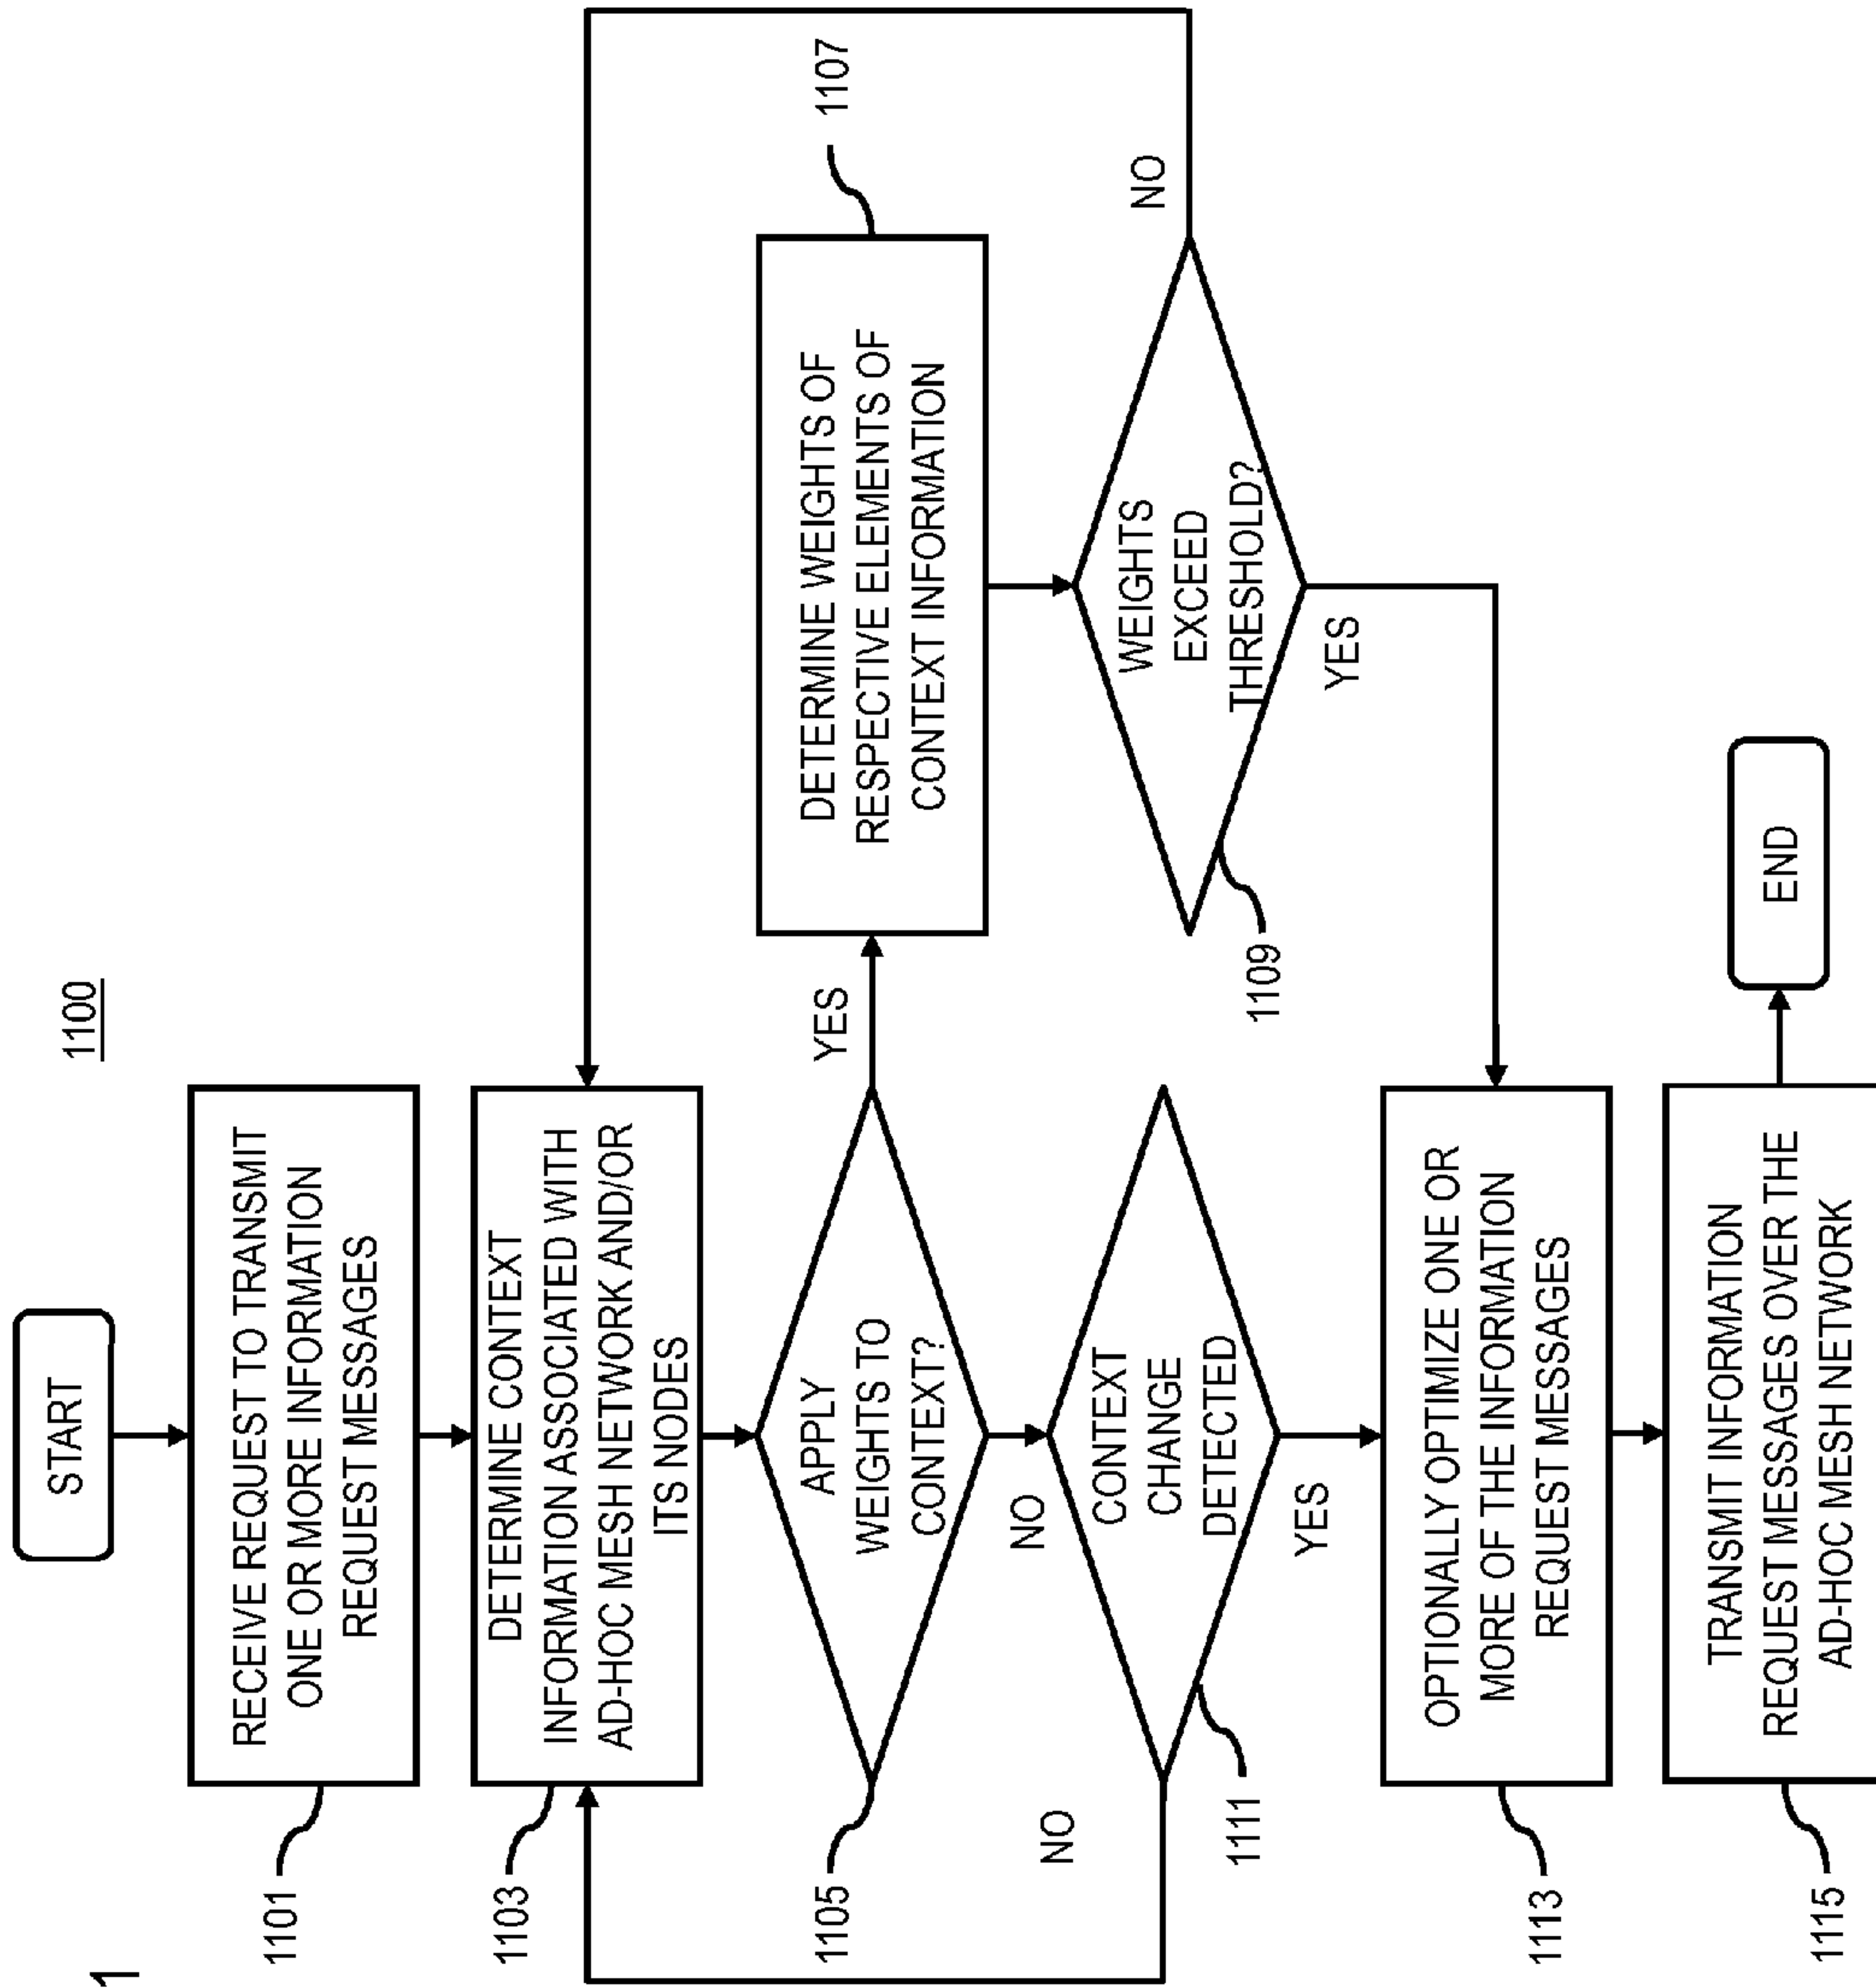 1
1100
START
1101
RECEIVE REQUEST TO TRANSMIT
ONE OR MORE INFORMATION
REQUEST MESSAGES
1103
DETERMINE CONTEXT
INFORMATION ASSOCIATED WITH
AD-HOC MESH NETWORK AND/OR
ITS NODES
1105
APPLY
WEIGHTS TO
CONTEXT?
YES
NO
1107
DETERMINE WEIGHTS OF
RESPECTIVE ELEMENTS OF
CONTEXT INFORMATION
1109
WEIGHTS
EXCEED
THRESHOLD?
NO
YES
1111
CONTEXT
CHANGE
DETECTED
NO
YES
1113
OPTIONALLY OPTIMIZE ONE OR
MORE OF THE INFORMATION
REQUEST MESSAGES
1115
TRANSMIT INFORMATION
REQUEST MESSAGES OVER THE
AD-HOC MESH NETWORK
END